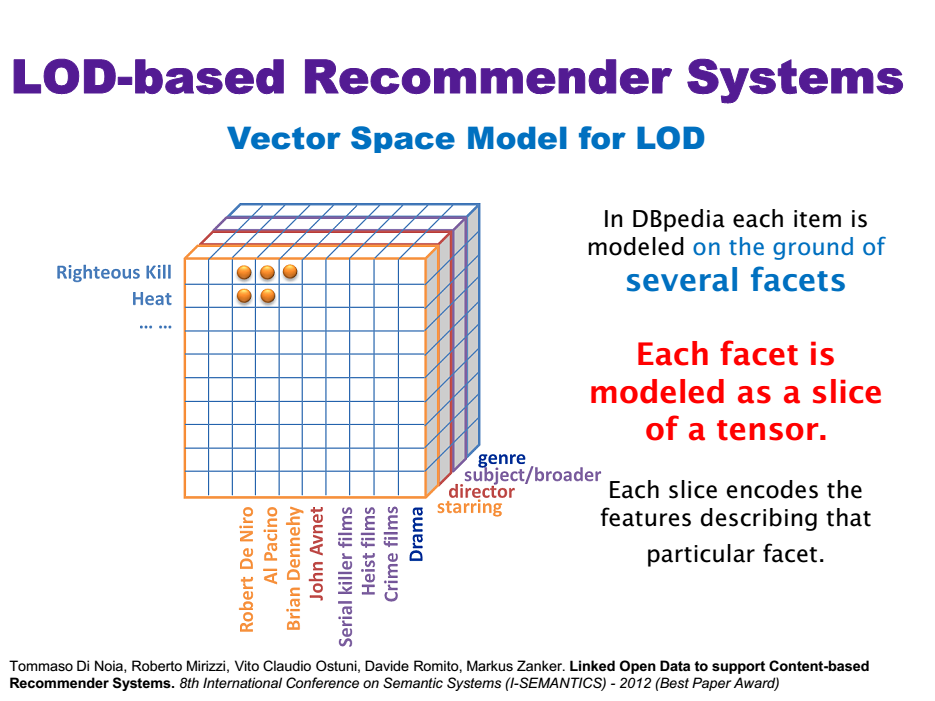 LOD-based Recommender Systems
Vector Space Model for LOD
In DBpedia each item is
modeled on the ground of
several facets
Each facet is
modeled as a slice
of a tensor.
Each slice encodes the
features describing that
particular facet.
Righteous Kill
Heat
... ...
genre
subject/broader
director
starring
Robert De Niro
Al Pacino
Brian Dennehy
John Avnet
Serial killer films
Heist films
Crime films
Drama
Tommaso Di Noia, Roberto Mirizzi, Vito Claudio Ostuni, Davide Romito, Markus Zanker. Linked Open Data to support Content-based
Recommender Systems. 8th International Conference on Semantic Systems (I-SEMANTICS) - 2012 (Best Paper Award)